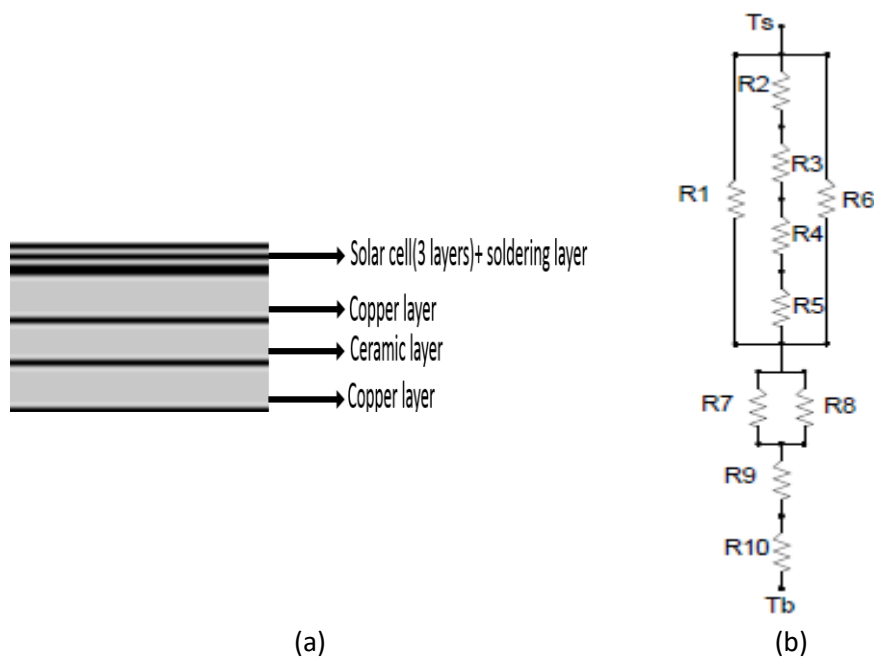 Solar cell(3 layers)+ soldering layer
Copper layer
Ceramic layer
Copper layer
(a)
Ts
R2
R3
R1
R6
R4
R5
R7
R8
R9
R10
Tb
(b)